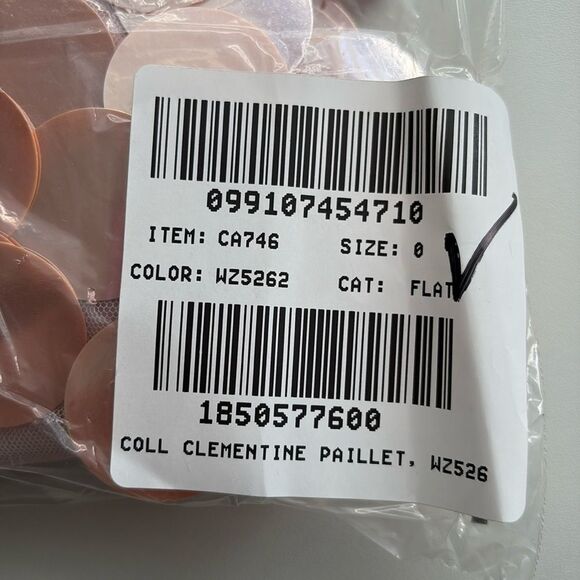 099107454710
ITEM: CA746 SIZE: 0
COLOR: WZ5262 CAT: FLAT
1850577600
COLL CLEMENTINE PAILLET, WZ526